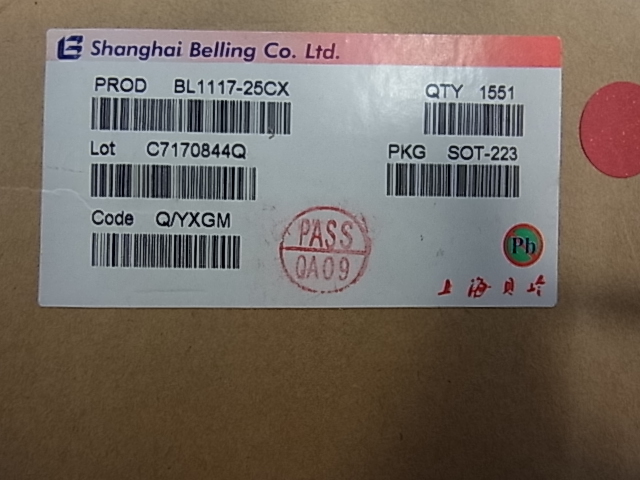 Shanghai Belling Co. Ltd.
PROD BL1117-25CX
QTY 1551
Lot C7170844Q
PKG SOT-223
Code Q/YXGM
PASS
QA09
Pb
上海贝岭